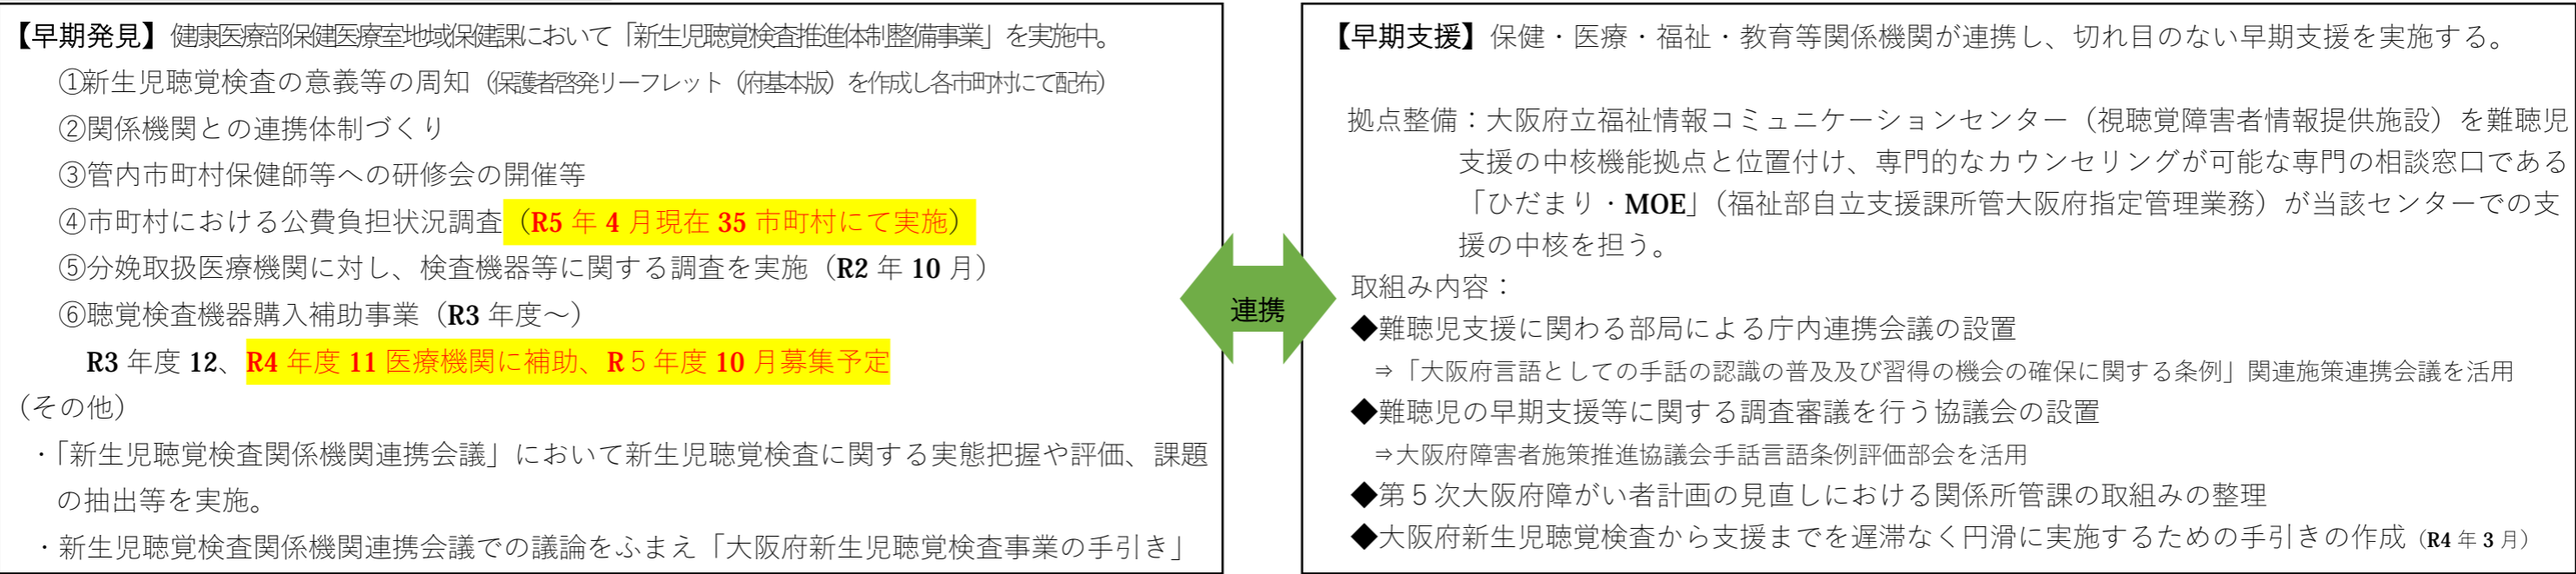 【早期発見】健康医療部保健医療室地域保健課において「新生児聴覚検査推進体制整備事業」を実施中。
①新生児聴覚検査の意義等の周知（保護者啓発リーフレット（府基本版）を作成し各市町村にて配布）
②関係機関との連携体制づくり
③管内市町村保健師等への研修会の開催等
④市町村における公費負担状況調査（R5 年 4 月現在 35 市町村にて実施）
⑤分娩取扱医療機関に対し、検査機器等に関する調査を実施（R2 年 10 月）
⑥聴覚検査機器購入補助事業（R3 年度～）
R3 年度 12、R4 年度 11 医療機関に補助、R５年度 10 月募集予定
（その他）
・「新生児聴覚検査関係機関連携会議」において新生児聴覚検査に関する実態把握や評価、課題
の抽出等を実施。
・新生児聴覚検査関係機関連携会議での議論をふまえ「大阪府新生児聴覚検査事業の手引き」
連携
【早期支援】保健・医療・福祉・教育等関係機関が連携し、切れ目のない早期支援を実施する。
拠点整備：大阪府立福祉情報コミュニケーションセンター（視聴覚障害者情報提供施設）を難聴児
支援の中核機能拠点と位置付け、専門的なカウンセリングが可能な専門の相談窓口である
「ひだまり・MOE」（福祉部自立支援課所管大阪府指定管理業務）が当該センターでの支
援の中核を担う。
取組み内容：
◆難聴児支援に関わる部局による庁内連携会議の設置
⇒「大阪府言語としての手話の認識の普及及び習得の機会の確保に関する条例」関連施策連携会議を活用
◆難聴児の早期支援等に関する調査審議を行う協議会の設置
⇒大阪府障害者施策推進協議会手話言語条例評価部会を活用
◆第５次大阪府障がい者計画の見直しにおける関係所管課の取組みの整理
◆大阪府新生児聴覚検査から支援までを遅滞なく円滑に実施するための手引きの作成（R4 年 3 月）